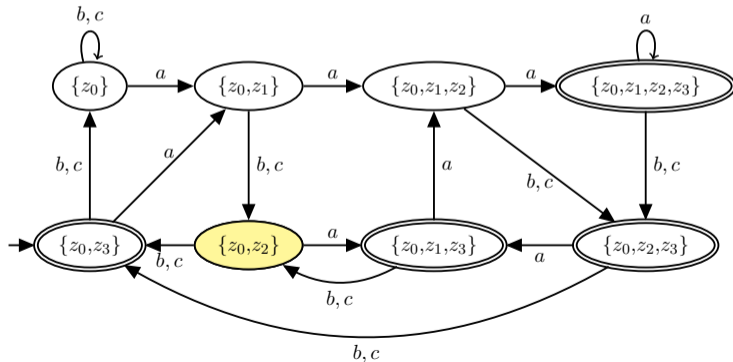 b, c
a
{z₀}
a
{z₀,z₁}
a
{z₀,z₁,z₂}
a
{z₀,z₁,z₂,z₃}
b, c
a
b, c
a
b, c
b, c
{z₀,z₃}
b, c
{z₀,z₂}
a
{z₀,z₁,z₃}
a
{z₀,z₂,z₃}
b, c
b, c